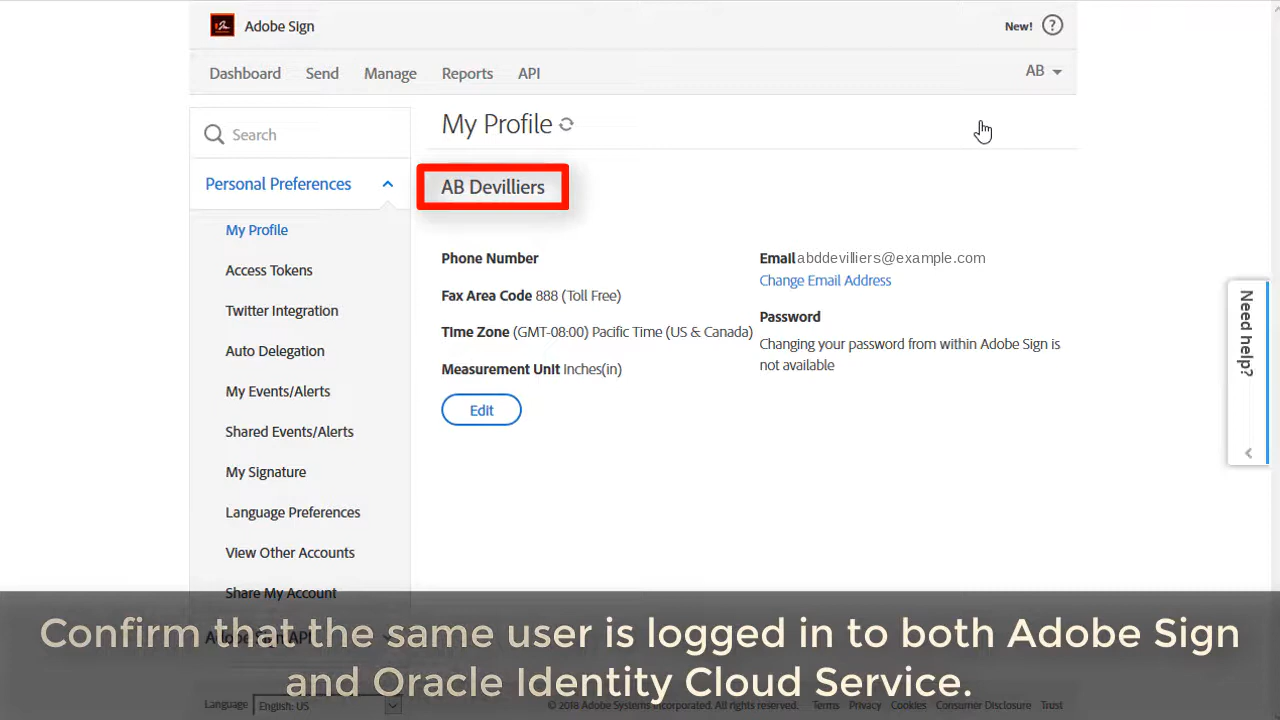 Adobe Sign
New!
Dashboard Send Manage Reports API
AB
Search
My Profile
Personal Preferences
AB Devilliers
My Profile
Access Tokens
Twitter Integration
Auto Delegation
My Events/Alerts
Shared Events/Alerts
My Signature
Language Preferences
View Other Accounts
Share My Account
Adobe Sign API
Phone Number
Fax Area Code 888 (Toll Free)
Time Zone (GMT-08:00) Pacific Time (US & Canada)
Measurement Unit Inches(in)
Edit
Email abddevilliers@example.com
Change Email Address
Password
Changing your password from within Adobe Sign is
not available
Need help?
Confirm that the same user is logged in to both Adobe Sign
and Oracle Identity Cloud Service.
Language English: US
© 2018 Adobe Systems Incorporated. All rights reserved. Terms Privacy Cookies Consumer Disclosure Trust